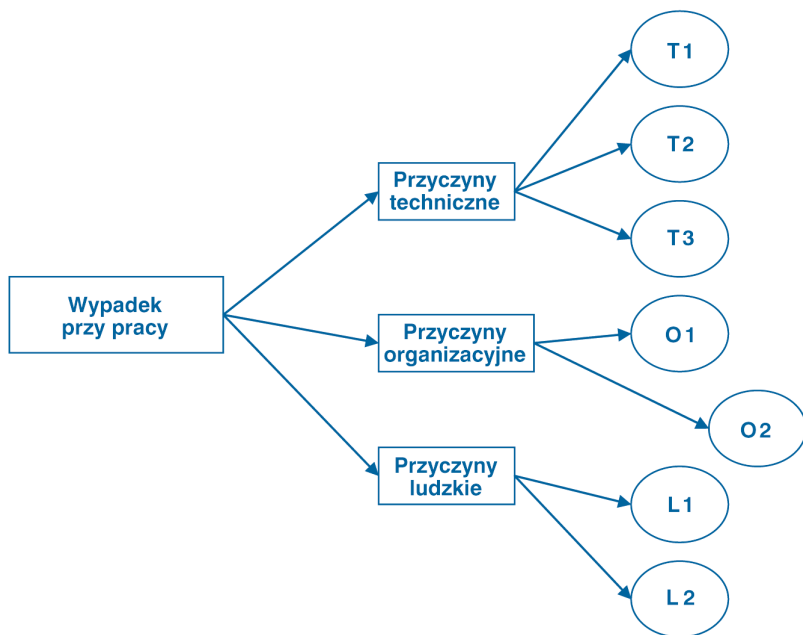 T1
T2
Przyczyny
techniczne
T3
Wypadek
przy pracy
Przyczyny
organizacyjne
O1
O2
Przyczyny
ludzkie
L1
L2